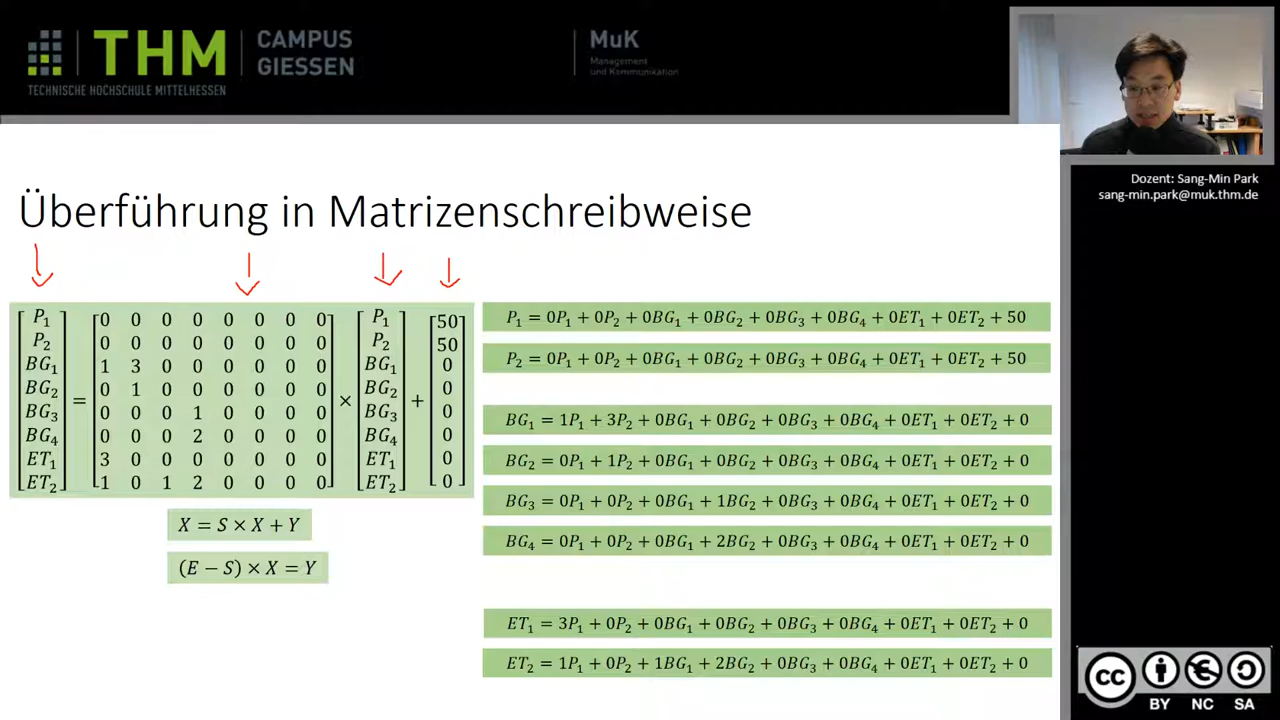 THM
CAMPUS
GIESSEN
TECHNISCHE HOCHSCHULE MITTELHESSEN
MuK
Management
und Kommunikation
Dozent: Sang-Min Park
sang-min.park@muk.thm.de
Überführung in Matrizenschreibweise
P₁ 0 0 0 0 0 0 0 0 P₁ 50
P₂ 0 0 0 0 0 0 0 0 P₂ 50
BG₁ 1 3 0 0 0 0 0 0 BG₁ 0
BG₂ 0 1 0 0 0 0 0 0 BG₂ 0
= × +
BG₃ 0 0 0 1 0 0 0 0 BG₃ 0
BG₄ 0 0 0 2 0 0 0 0 BG₄ 0
ET₁ 3 0 0 0 0 0 0 0 ET₁ 0
ET₂ 1 0 1 2 0 0 0 0 ET₂ 0
X = S × X + Y
(E − S) × X = Y
P₁ = 0P₁ + 0P₂ + 0BG₁ + 0BG₂ + 0BG₃ + 0BG₄ + 0ET₁ + 0ET₂ + 50
P₂ = 0P₁ + 0P₂ + 0BG₁ + 0BG₂ + 0BG₃ + 0BG₄ + 0ET₁ + 0ET₂ + 50
BG₁ = 1P₁ + 3P₂ + 0BG₁ + 0BG₂ + 0BG₃ + 0BG₄ + 0ET₁ + 0ET₂ + 0
BG₂ = 0P₁ + 1P₂ + 0BG₁ + 0BG₂ + 0BG₃ + 0BG₄ + 0ET₁ + 0ET₂ + 0
BG₃ = 0P₁ + 0P₂ + 0BG₁ + 1BG₂ + 0BG₃ + 0BG₄ + 0ET₁ + 0ET₂ + 0
BG₄ = 0P₁ + 0P₂ + 0BG₁ + 2BG₂ + 0BG₃ + 0BG₄ + 0ET₁ + 0ET₂ + 0
ET₁ = 3P₁ + 0P₂ + 0BG₁ + 0BG₂ + 0BG₃ + 0BG₄ + 0ET₁ + 0ET₂ + 0
ET₂ = 1P₁ + 0P₂ + 1BG₁ + 2BG₂ + 0BG₃ + 0BG₄ + 0ET₁ + 0ET₂ + 0
cc
BY NC SA